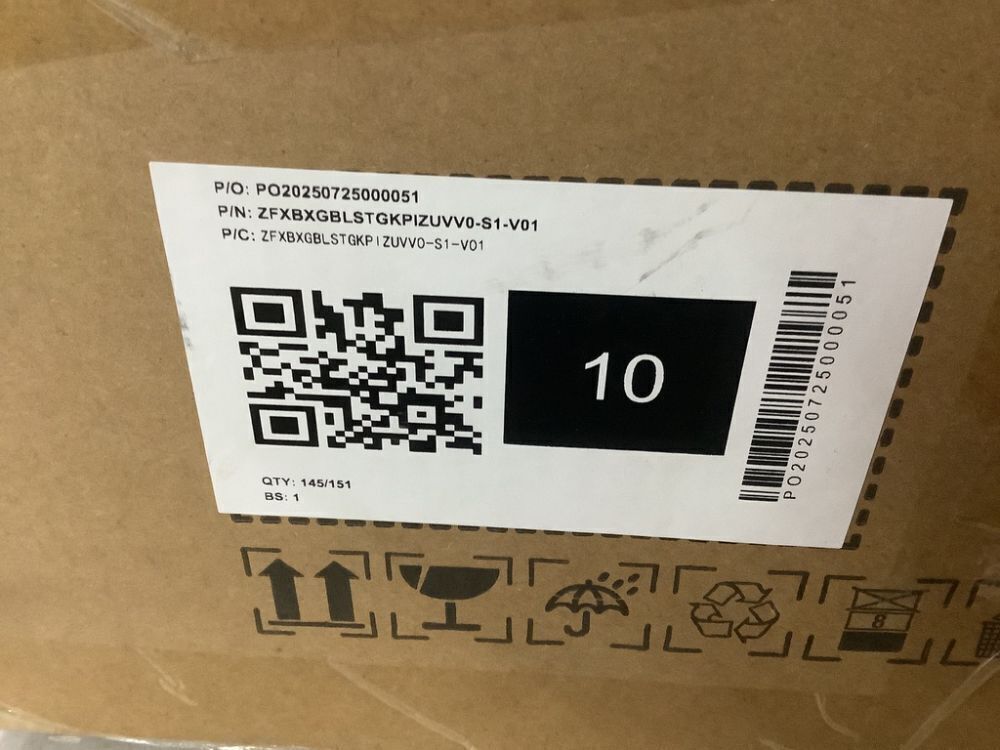 P/O: PO20250725000051
P/N: ZFXBXGBLSTGKPIZUVV0-S1-V01
P/C: ZFXBXGBLSTGKPIZUVV0-S1-V01
10
PO20250725000051
QTY: 145/151
BS: 1
8